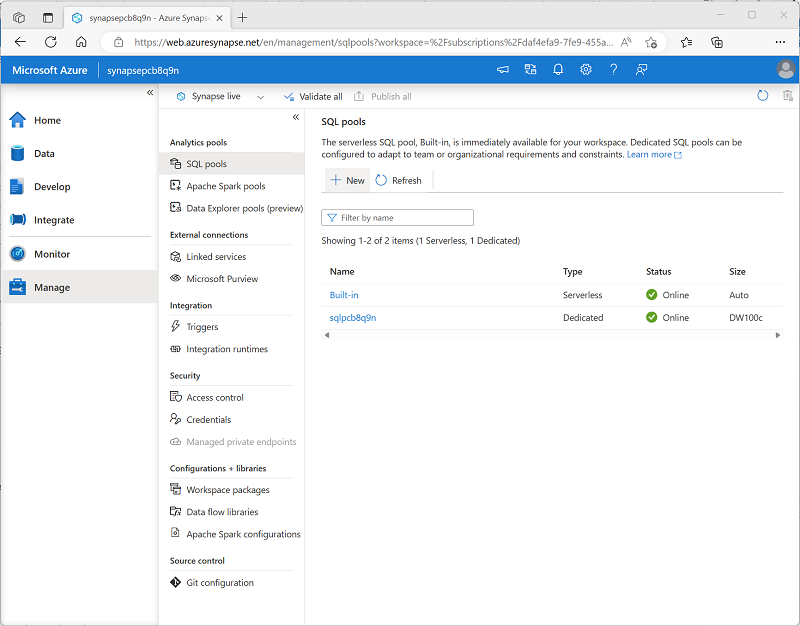 synapsepcb8q9n - Azure Synaps
https://web.azuresynapse.net/en/management/sqlpools?workspace=%2Fsubscriptions%2Fdaf4efa9-7fe9-455a...
Microsoft Azure
synapsepcb8q9n
Home
Data
Develop
Integrate
Monitor
Manage
Synapse live
Validate all
Publish all
Analytics pools
SQL pools
Apache Spark pools
Data Explorer pools (preview)
External connections
Linked services
Microsoft Purview
Integration
Triggers
Integration runtimes
Security
Access control
Credentials
Managed private endpoints
Configurations + libraries
Workspace packages
Data flow libraries
Apache Spark configurations
Source control
Git configuration
SQL pools
The serverless SQL pool, Built-in, is immediately available for your workspace. Dedicated SQL pools can be
configured to adapt to team or organizational requirements and constraints. Learn more
New Refresh
Filter by name
Showing 1-2 of 2 items (1 Serverless, 1 Dedicated)
Name Type Status Size
Built-in Serverless Online Auto
sqlpcb8q9n Dedicated Online DW100c